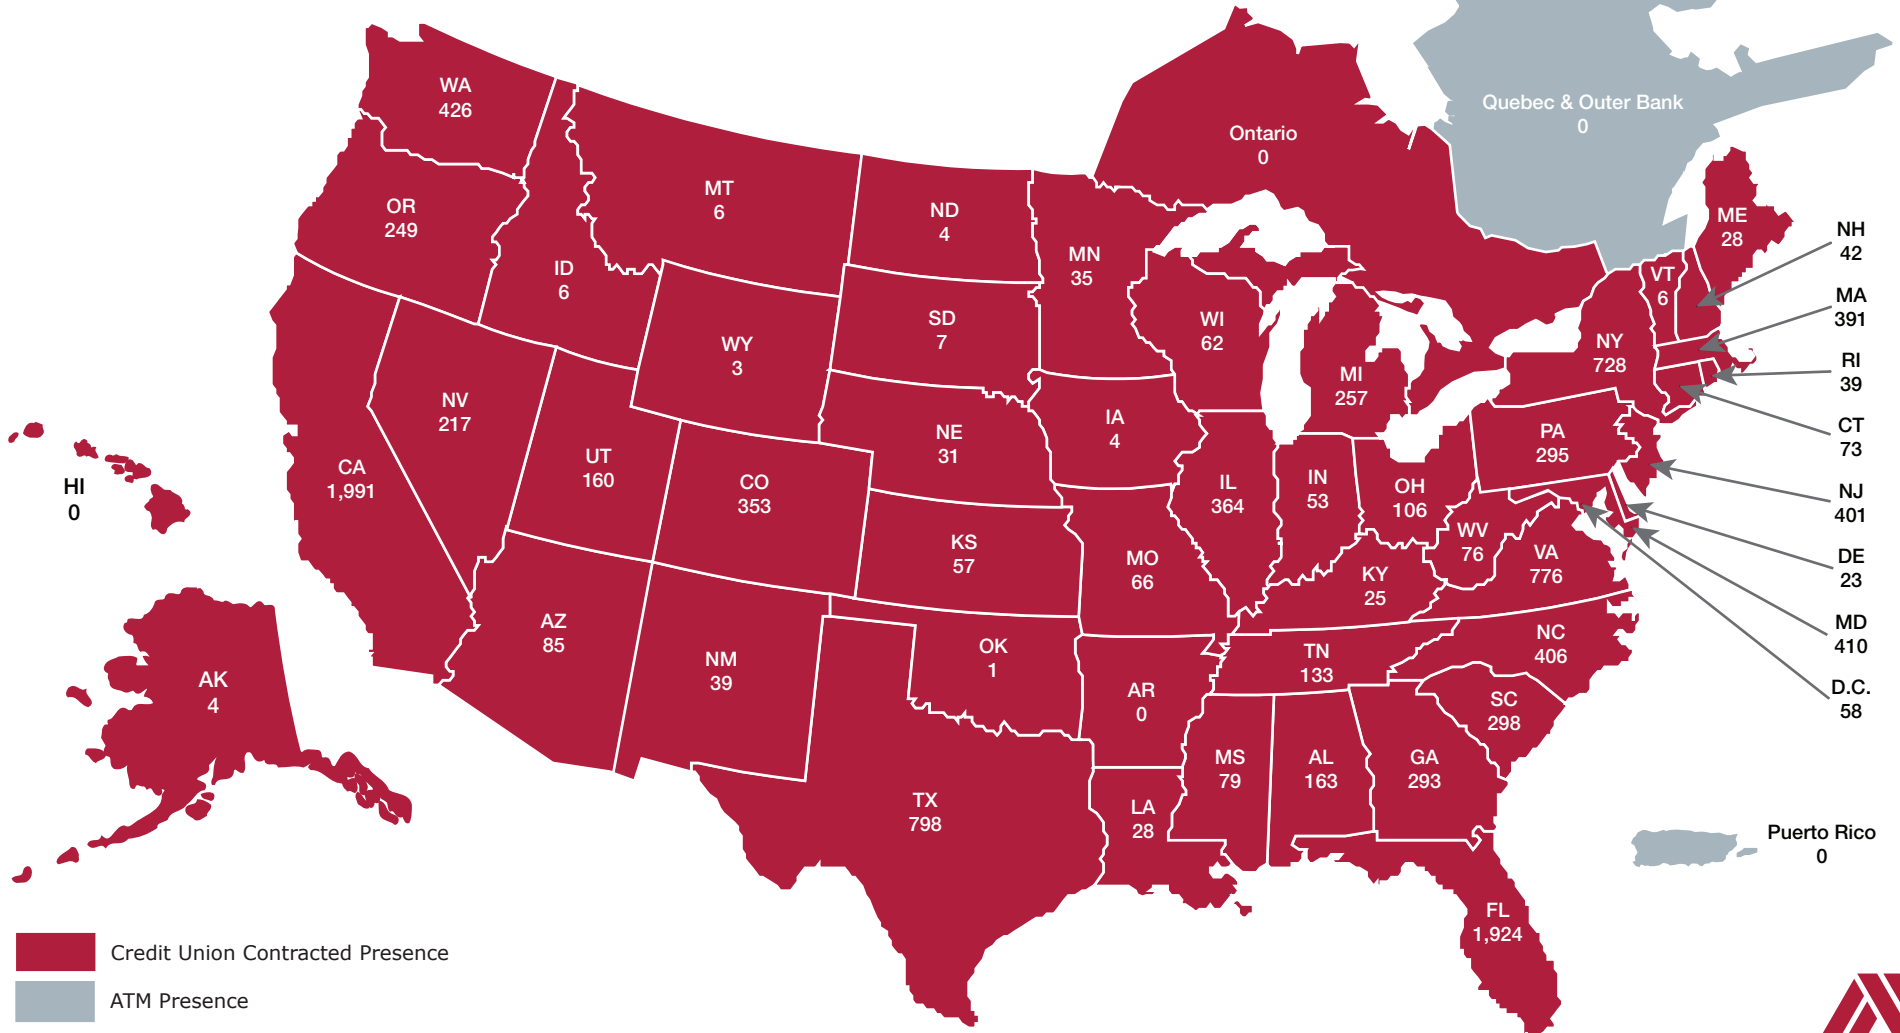 WA
426
OR
249
ID
6
MT
6
ND
4
MN
35
Ontario
0
Quebec & Outer Bank
0
ME
28
NH
42
VT
6
MA
391
NY
728
RI
39
CT
73
WI
62
MI
257
SD
7
WY
3
NV
217
CA
1,991
UT
160
CO
353
NE
31
IA
4
IL
364
IN
53
OH
106
PA
295
NJ
401
DE
23
MD
410
D.C.
58
WV
76
VA
776
KY
25
MO
66
KS
57
HI
0
AZ
85
NM
39
OK
1
AR
0
TN
133
NC
406
SC
298
AK
4
TX
798
LA
28
MS
79
AL
163
GA
293
FL
1,924
Puerto Rico
0
Credit Union Contracted Presence
ATM Presence